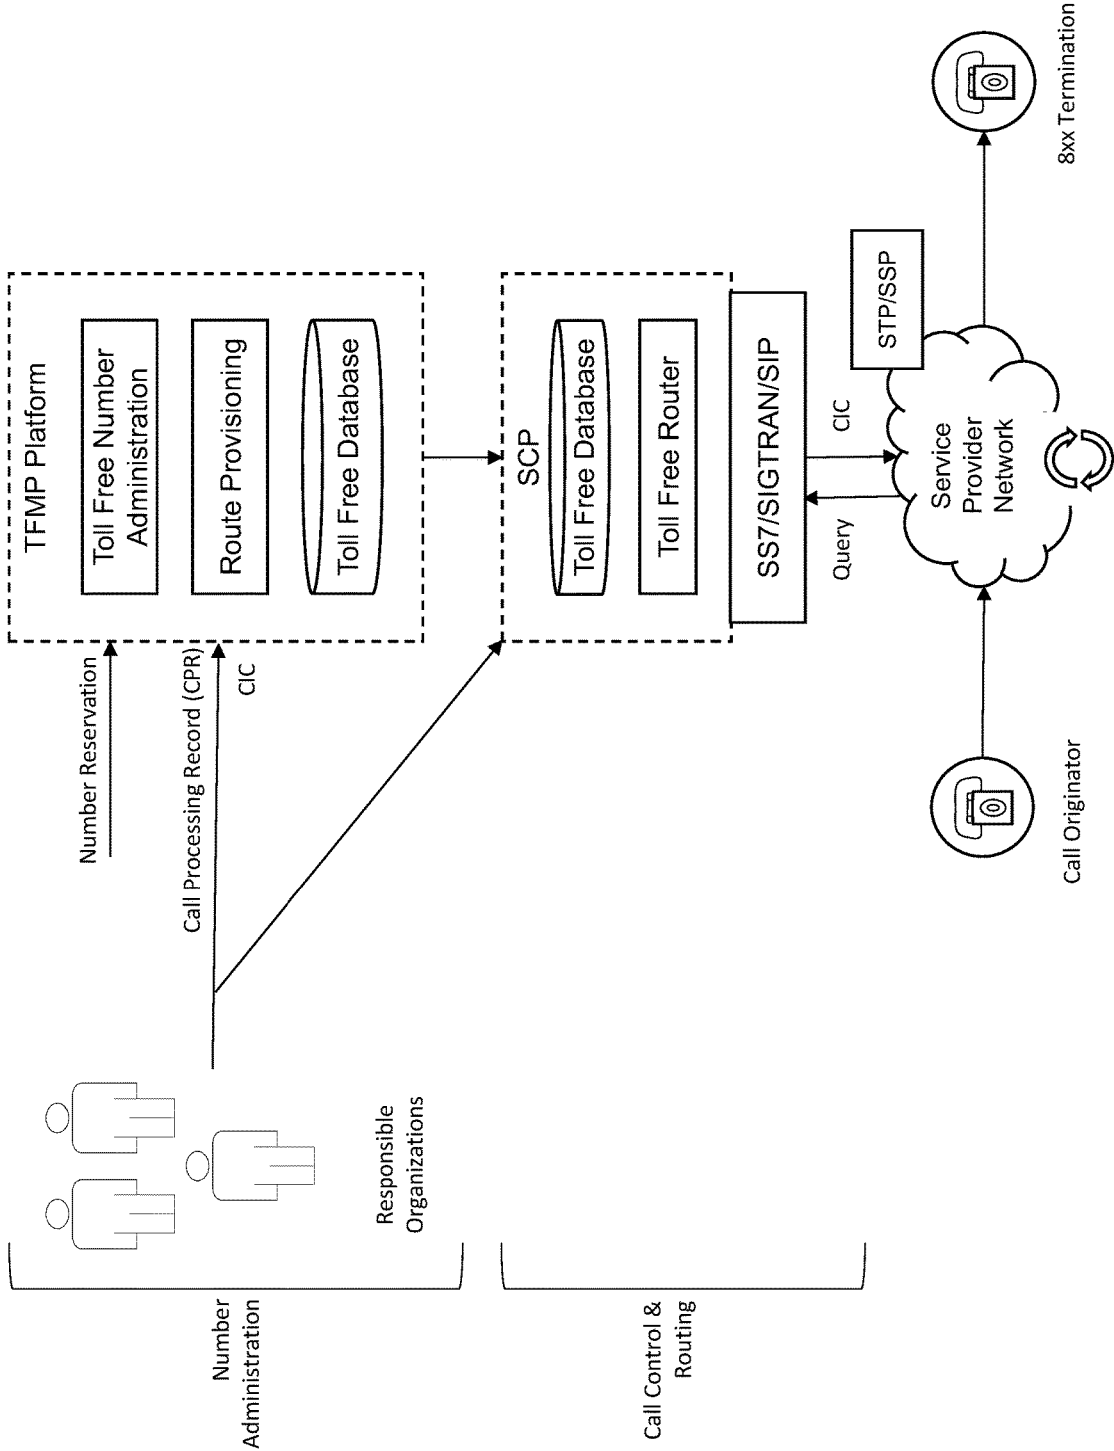 Number
Administration
Responsible
Organizations
Number Reservation
Call Processing Record (CPR)
CIC
TFMP Platform
Toll Free Number
Administration
Route Provisioning
Toll Free Database
Call Control &
Routing
SCP
Toll Free Database
Toll Free Router
SS7/SIGTRAN/SIP
Query
CIC
STP/SSP
Service
Provider
Network
Call Originator
8xx Termination